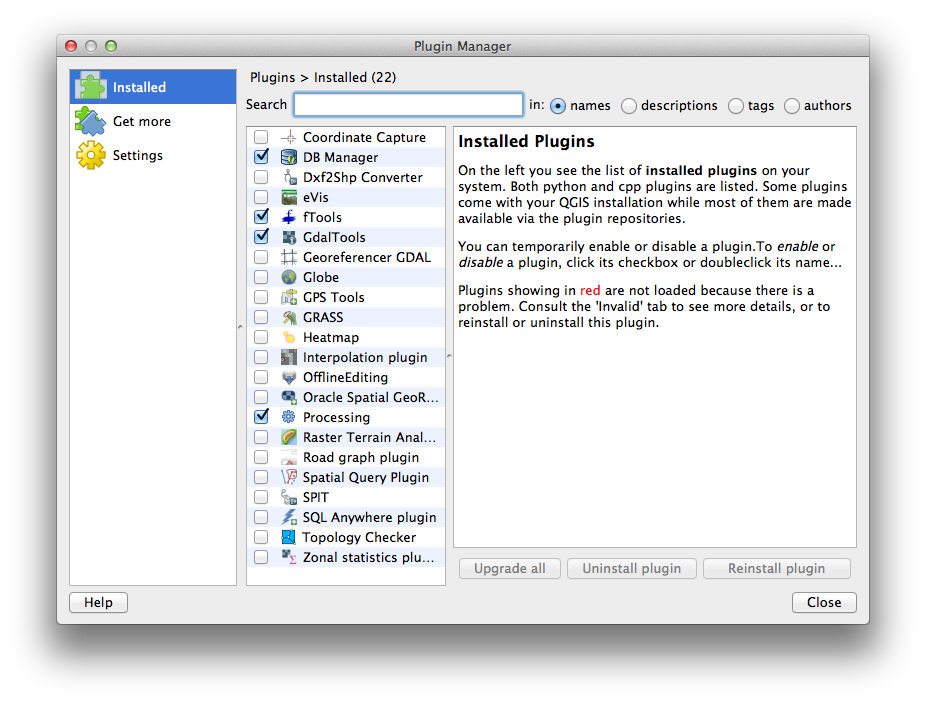 Plugin Manager
Installed
Get more
Settings
Plugins > Installed (22)
Search in: names descriptions tags authors
Coordinate Capture
DB Manager
Dxf2Shp Converter
eVis
fTools
GdalTools
Georeferencer GDAL
Globe
GPS Tools
GRASS
Heatmap
Interpolation plugin
OfflineEditing
Oracle Spatial GeoR...
Processing
Raster Terrain Anal...
Road graph plugin
Spatial Query Plugin
SPIT
SQL Anywhere plugin
Topology Checker
Zonal statistics plu...
Installed Plugins
On the left you see the list of installed plugins on your
system. Both python and cpp plugins are listed. Some plugins
come with your QGIS installation while most of them are made
available via the plugin repositories.
You can temporarily enable or disable a plugin.To enable or
disable a plugin, click its checkbox or doubleclick its name...
Plugins showing in red are not loaded because there is a
problem. Consult the 'Invalid' tab to see more details, or to
reinstall or uninstall this plugin.
Upgrade all Uninstall plugin Reinstall plugin
Help Close